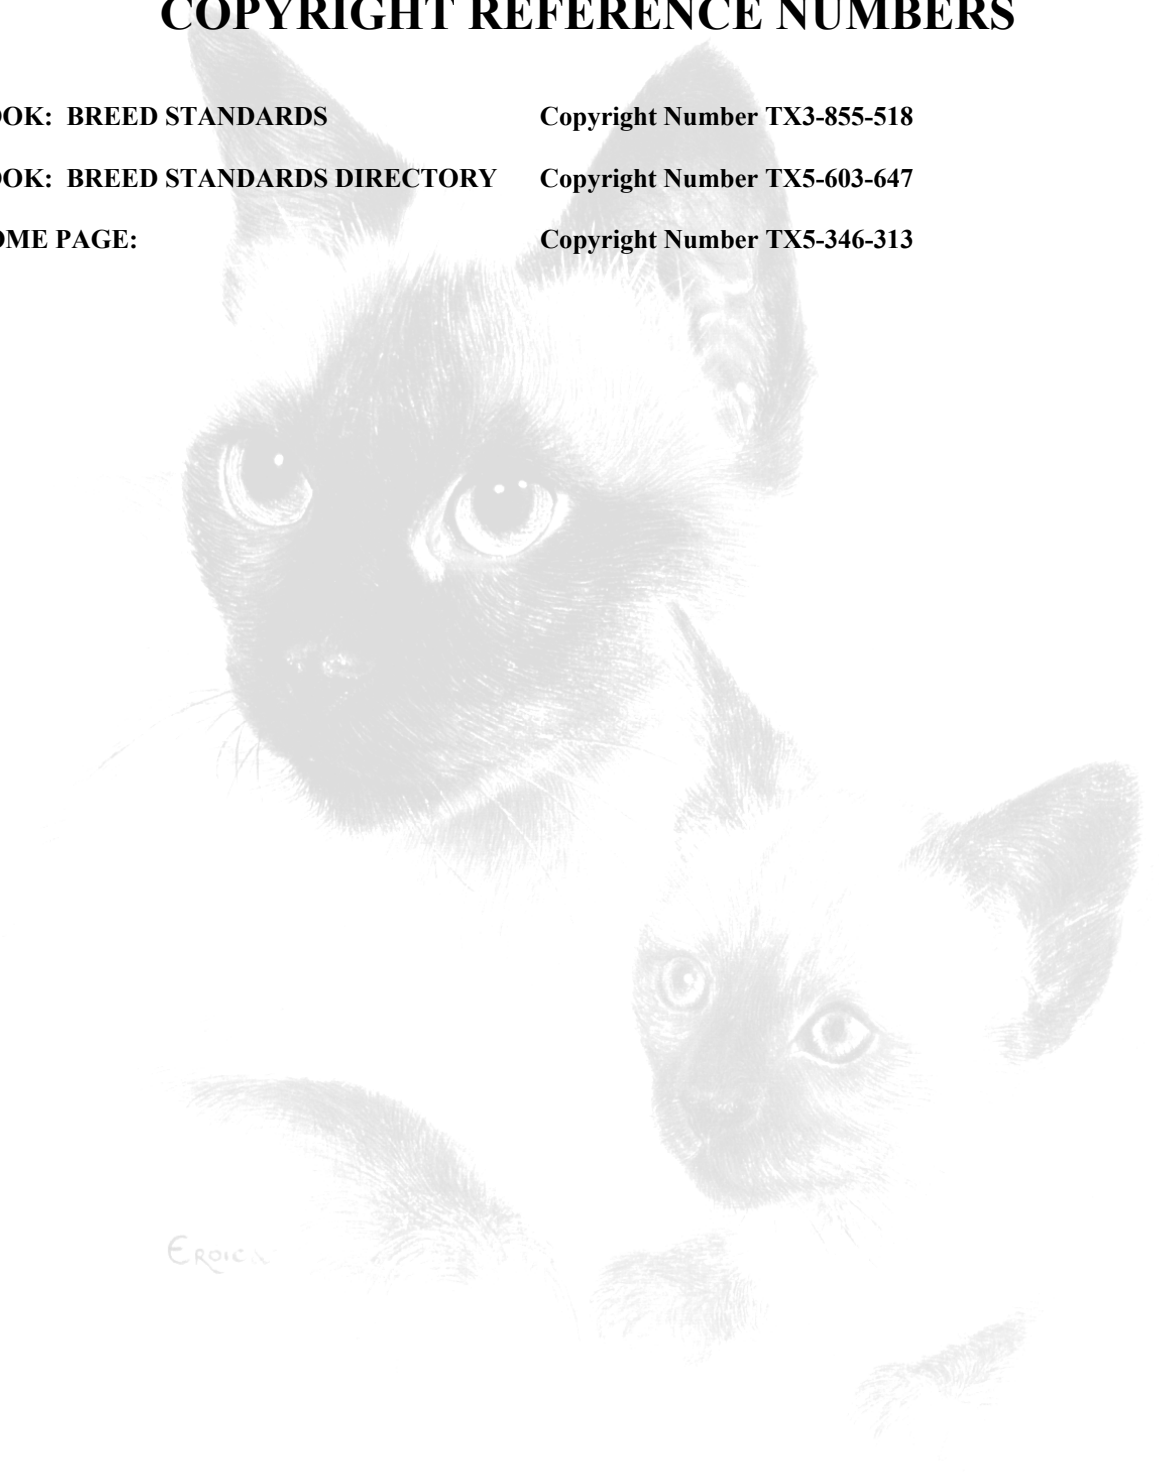 COPYRIGHT REFERENCE NUMBERS
OOK: BREED STANDARDS Copyright Number TX3-855-518
OOK: BREED STANDARDS DIRECTORY Copyright Number TX5-603-647
OME PAGE: Copyright Number TX5-346-313